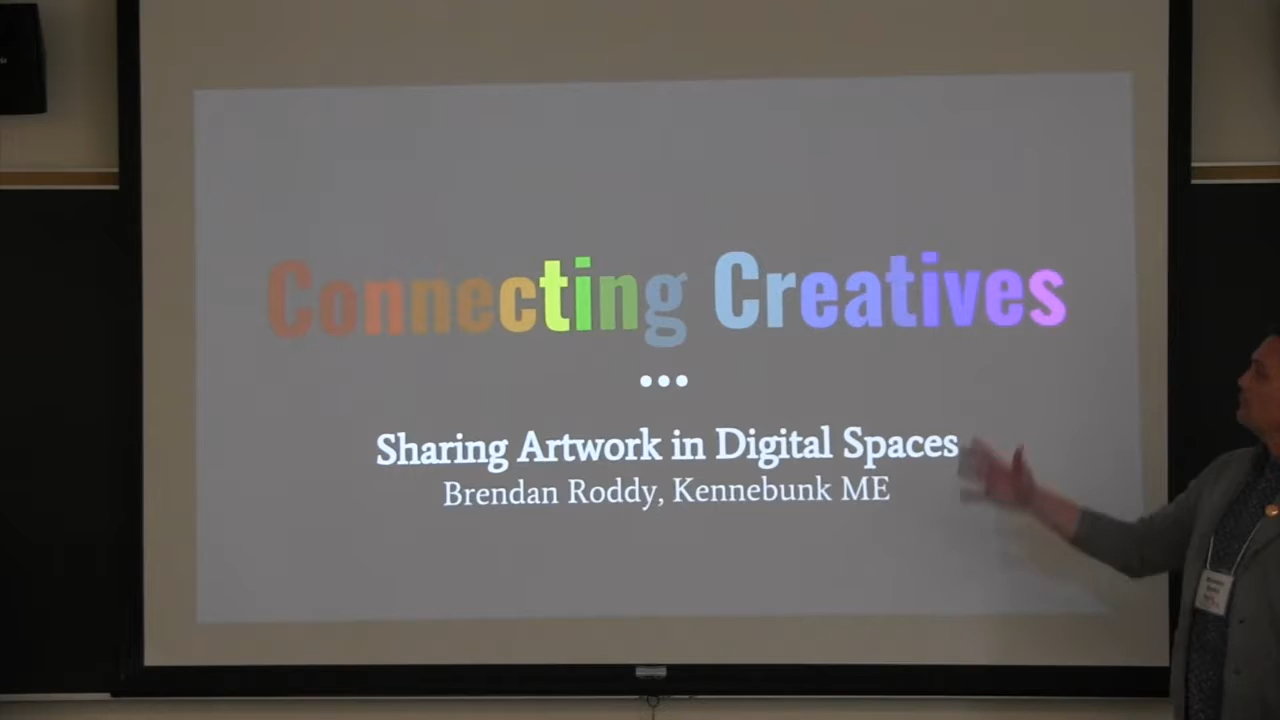 Connecting Creatives
Sharing Artwork in Digital Spaces
Brendan Roddy, Kennebunk ME